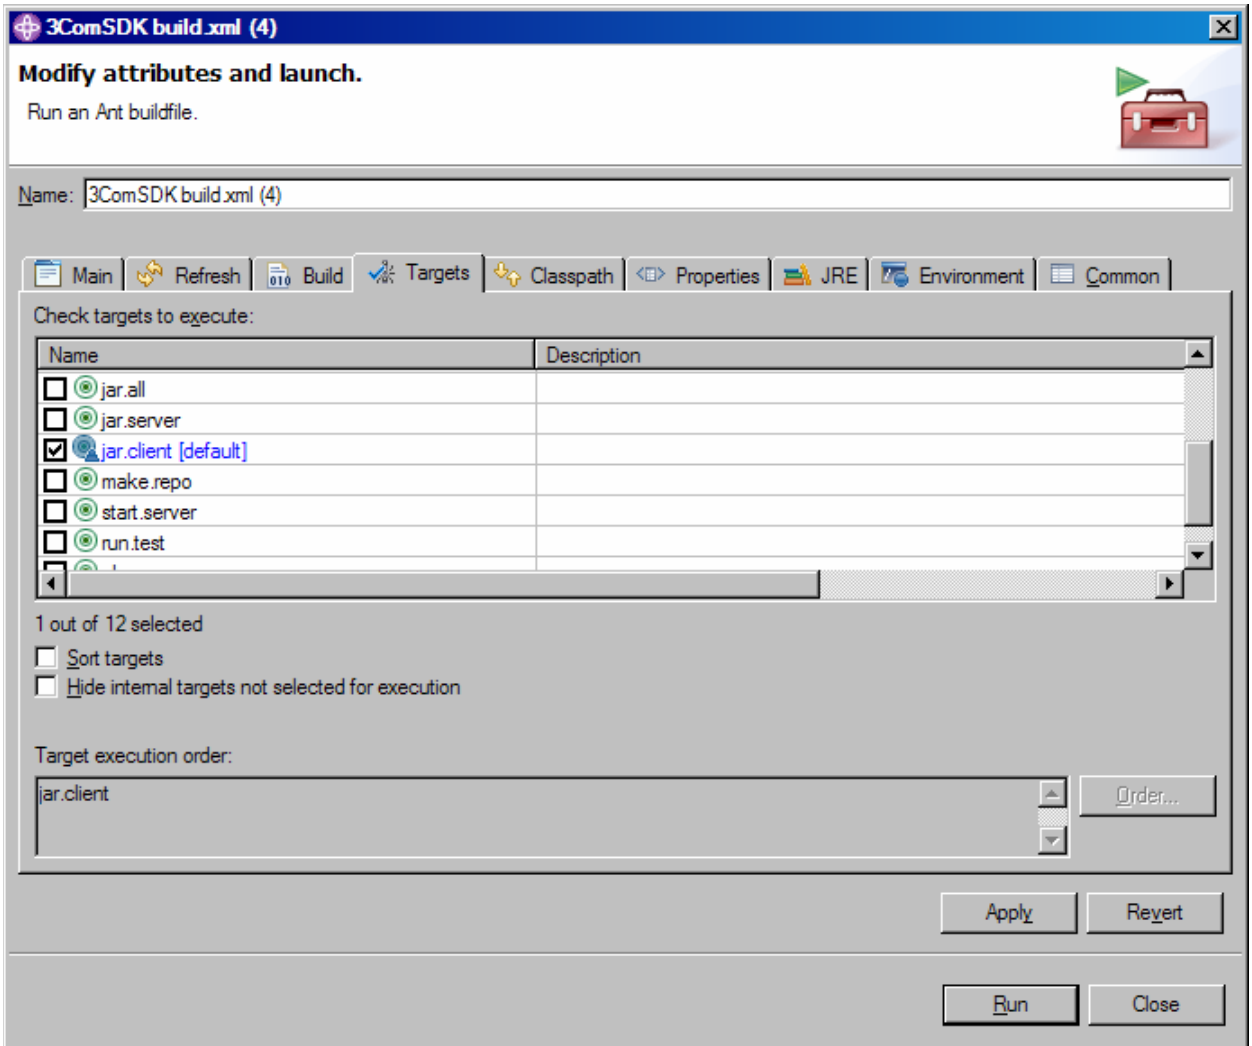 3ComSDK build.xml (4)
Modify attributes and launch.
Run an Ant buildfile.
Name: 3ComSDK build.xml (4)
Main Refresh Build Targets Classpath Properties JRE Environment Common
Check targets to execute:
Name Description
jar.all
jar.server
jar.client [default]
make.repo
start.server
run.test
1 out of 12 selected
Sort targets
Hide internal targets not selected for execution
Target execution order:
jar.client
Order...
Apply Revert
Run Close